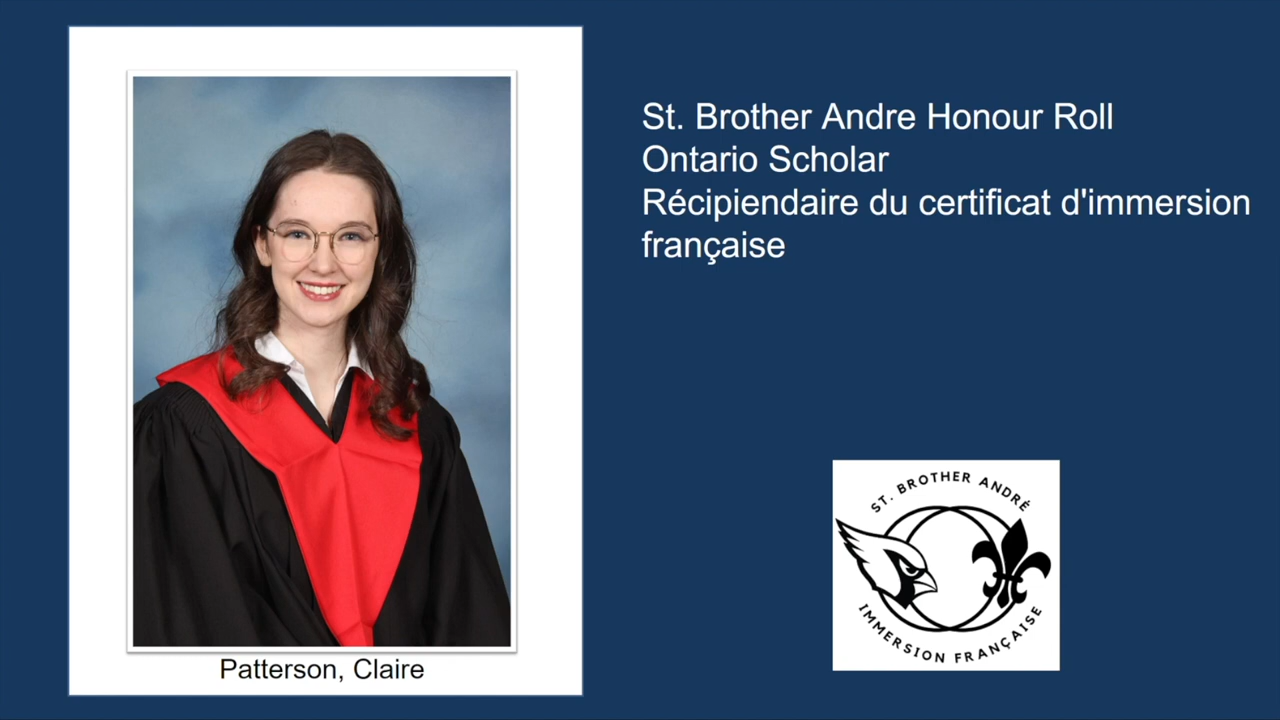 St. Brother Andre Honour Roll
Ontario Scholar
Récipiendaire du certificat d'immersion
française
Patterson, Claire
ST. BROTHER ANDRÉ
IMMERSION FRANÇAISE